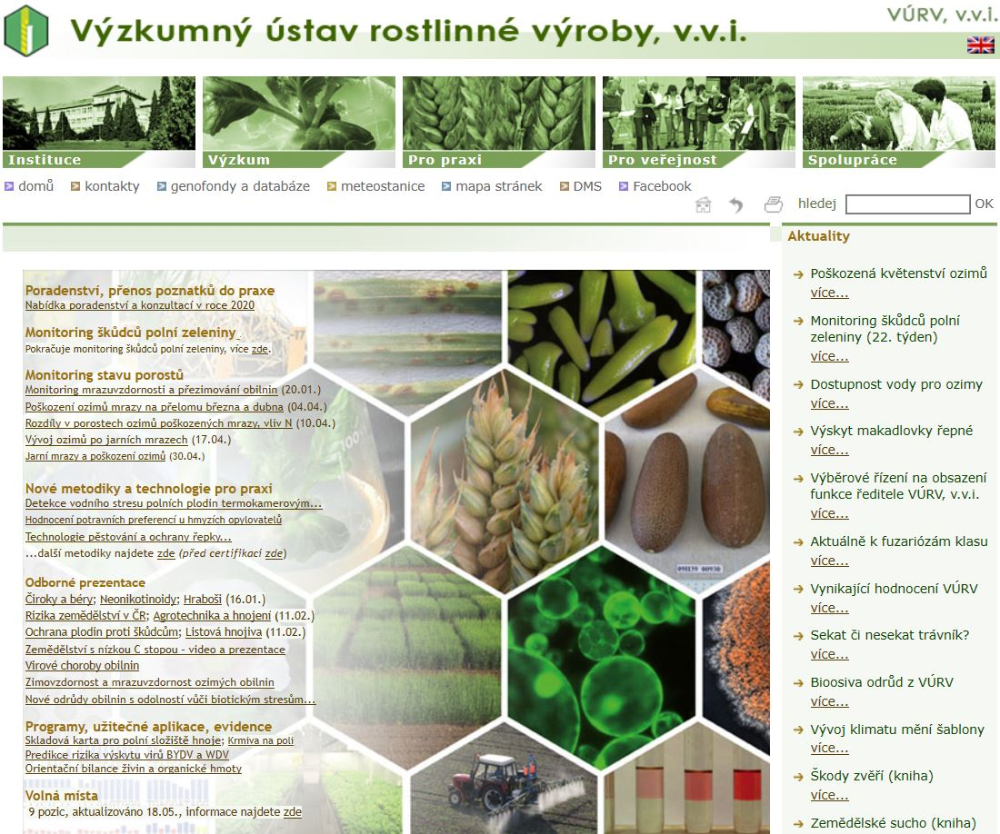 VÚRV, v.v.i.
Výzkumný ústav rostlinné výroby, v.v.i.
Instituce
Výzkum
Pro praxi
Pro veřejnost
Spolupráce
domů
kontakty
genofondy a databáze
meteostanice
mapa stránek
DMS
Facebook
hledej
OK
Poradenství, přenos poznatků do praxe
Nabídka poradenství a konzultací v roce 2020
Monitoring škůdců polní zeleniny
Pokračuje monitoring škůdců polní zeleniny, více zde.
Monitoring stavu porostů
Monitoring mrazuvzdornosti a přezimování obilnin (20.01.)
Poškození ozimů mrazy na přelomu března a dubna (04.04.)
Rozdíly v porostech ozimů poškozených mrazy, vliv N (10.04.)
Vývoj ozimů po jarních mrazech (17.04.)
Jarní mrazy a poškození ozimů (30.04.)
Nové metodiky a technologie pro praxi
Detekce vodního stresu polních plodin termokamerovým...
Hodnocení potravních preferencí u hmyzích opylovatelů
Technologie pěstování a ochrany řepky...
...další metodiky najdete zde (před certifikací zde)
Odborné prezentace
Čiroky a béry; Neonikotinoidy; Hraboši (16.01.)
Rizika zemědělství v ČR; Agrotechnika a hnojení (11.02.)
Ochrana plodin proti škůdcům; Listová hnojiva (11.02.)
Zemědělství s nízkou C stopou - video a prezentace
Virové choroby obilnin
Zimovzdornost a mrazuvzdornost ozimých obilnin
Nové odrůdy obilnin s odolností vůči biotickým stresům...
Programy, užitečné aplikace, evidence
Skladová karta pro polní složiště hnoje; Krmiva na poli
Predikce rizika výskytu virů BYDV a WDV
Orientační bilance živin a organické hmoty
Volná místa
9 pozic, aktualizováno 18.05., informace najdete zde
Aktuality
Poškozená květenství ozimů
více...
Monitoring škůdců polní
zeleniny (22. týden)
více...
Dostupnost vody pro ozimy
více...
Výskyt makadlovky řepné
více...
Výběrové řízení na obsazení
funkce ředitele VÚRV, v.v.i.
více...
Aktuálně k fuzariózám klasu
více...
Vynikající hodnocení VÚRV
více...
Sekat či nesekat trávník?
více...
Bioosiva odrůd z VÚRV
více...
Vývoj klimatu mění šablony
více...
Škody zvěří (kniha)
více...
Zemědělské sucho (kniha)